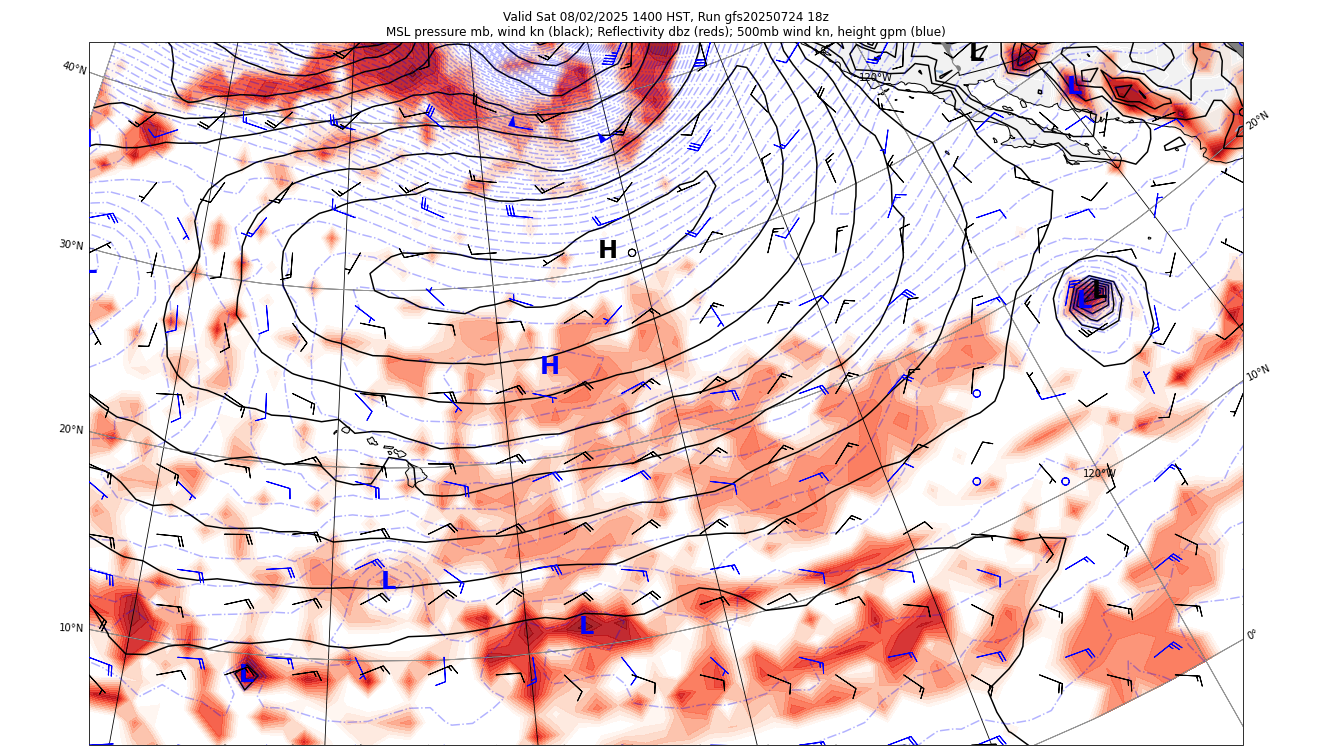 Valid Sat 08/02/2025 1400 HST, Run gfs20250724 18z
MSL pressure mb, wind kn (black); Reflectivity dbz (reds); 500mb wind kn, height gpm (blue)
L
40°N
120°W
L
20°N
H
30°N
L
L
H
10°N
20°N
120°W
L
10°N
L
0°
L